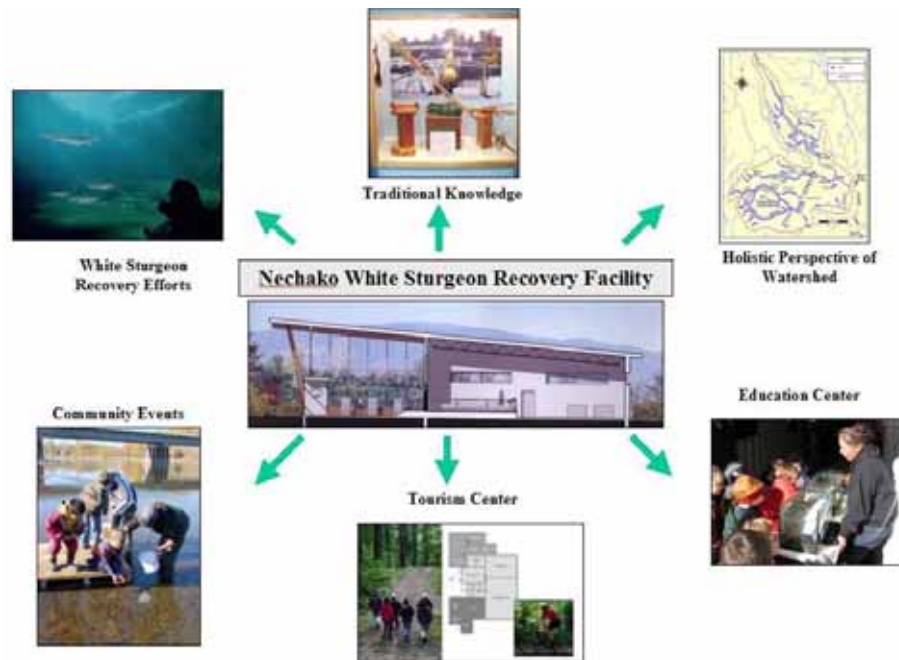 Traditional Knowledge
White Sturgeon
Recovery Efforts
Holistic Perspective of
Watershed
Nechako White Sturgeon Recovery Facility
Community Events
Education Center
Tourism Center